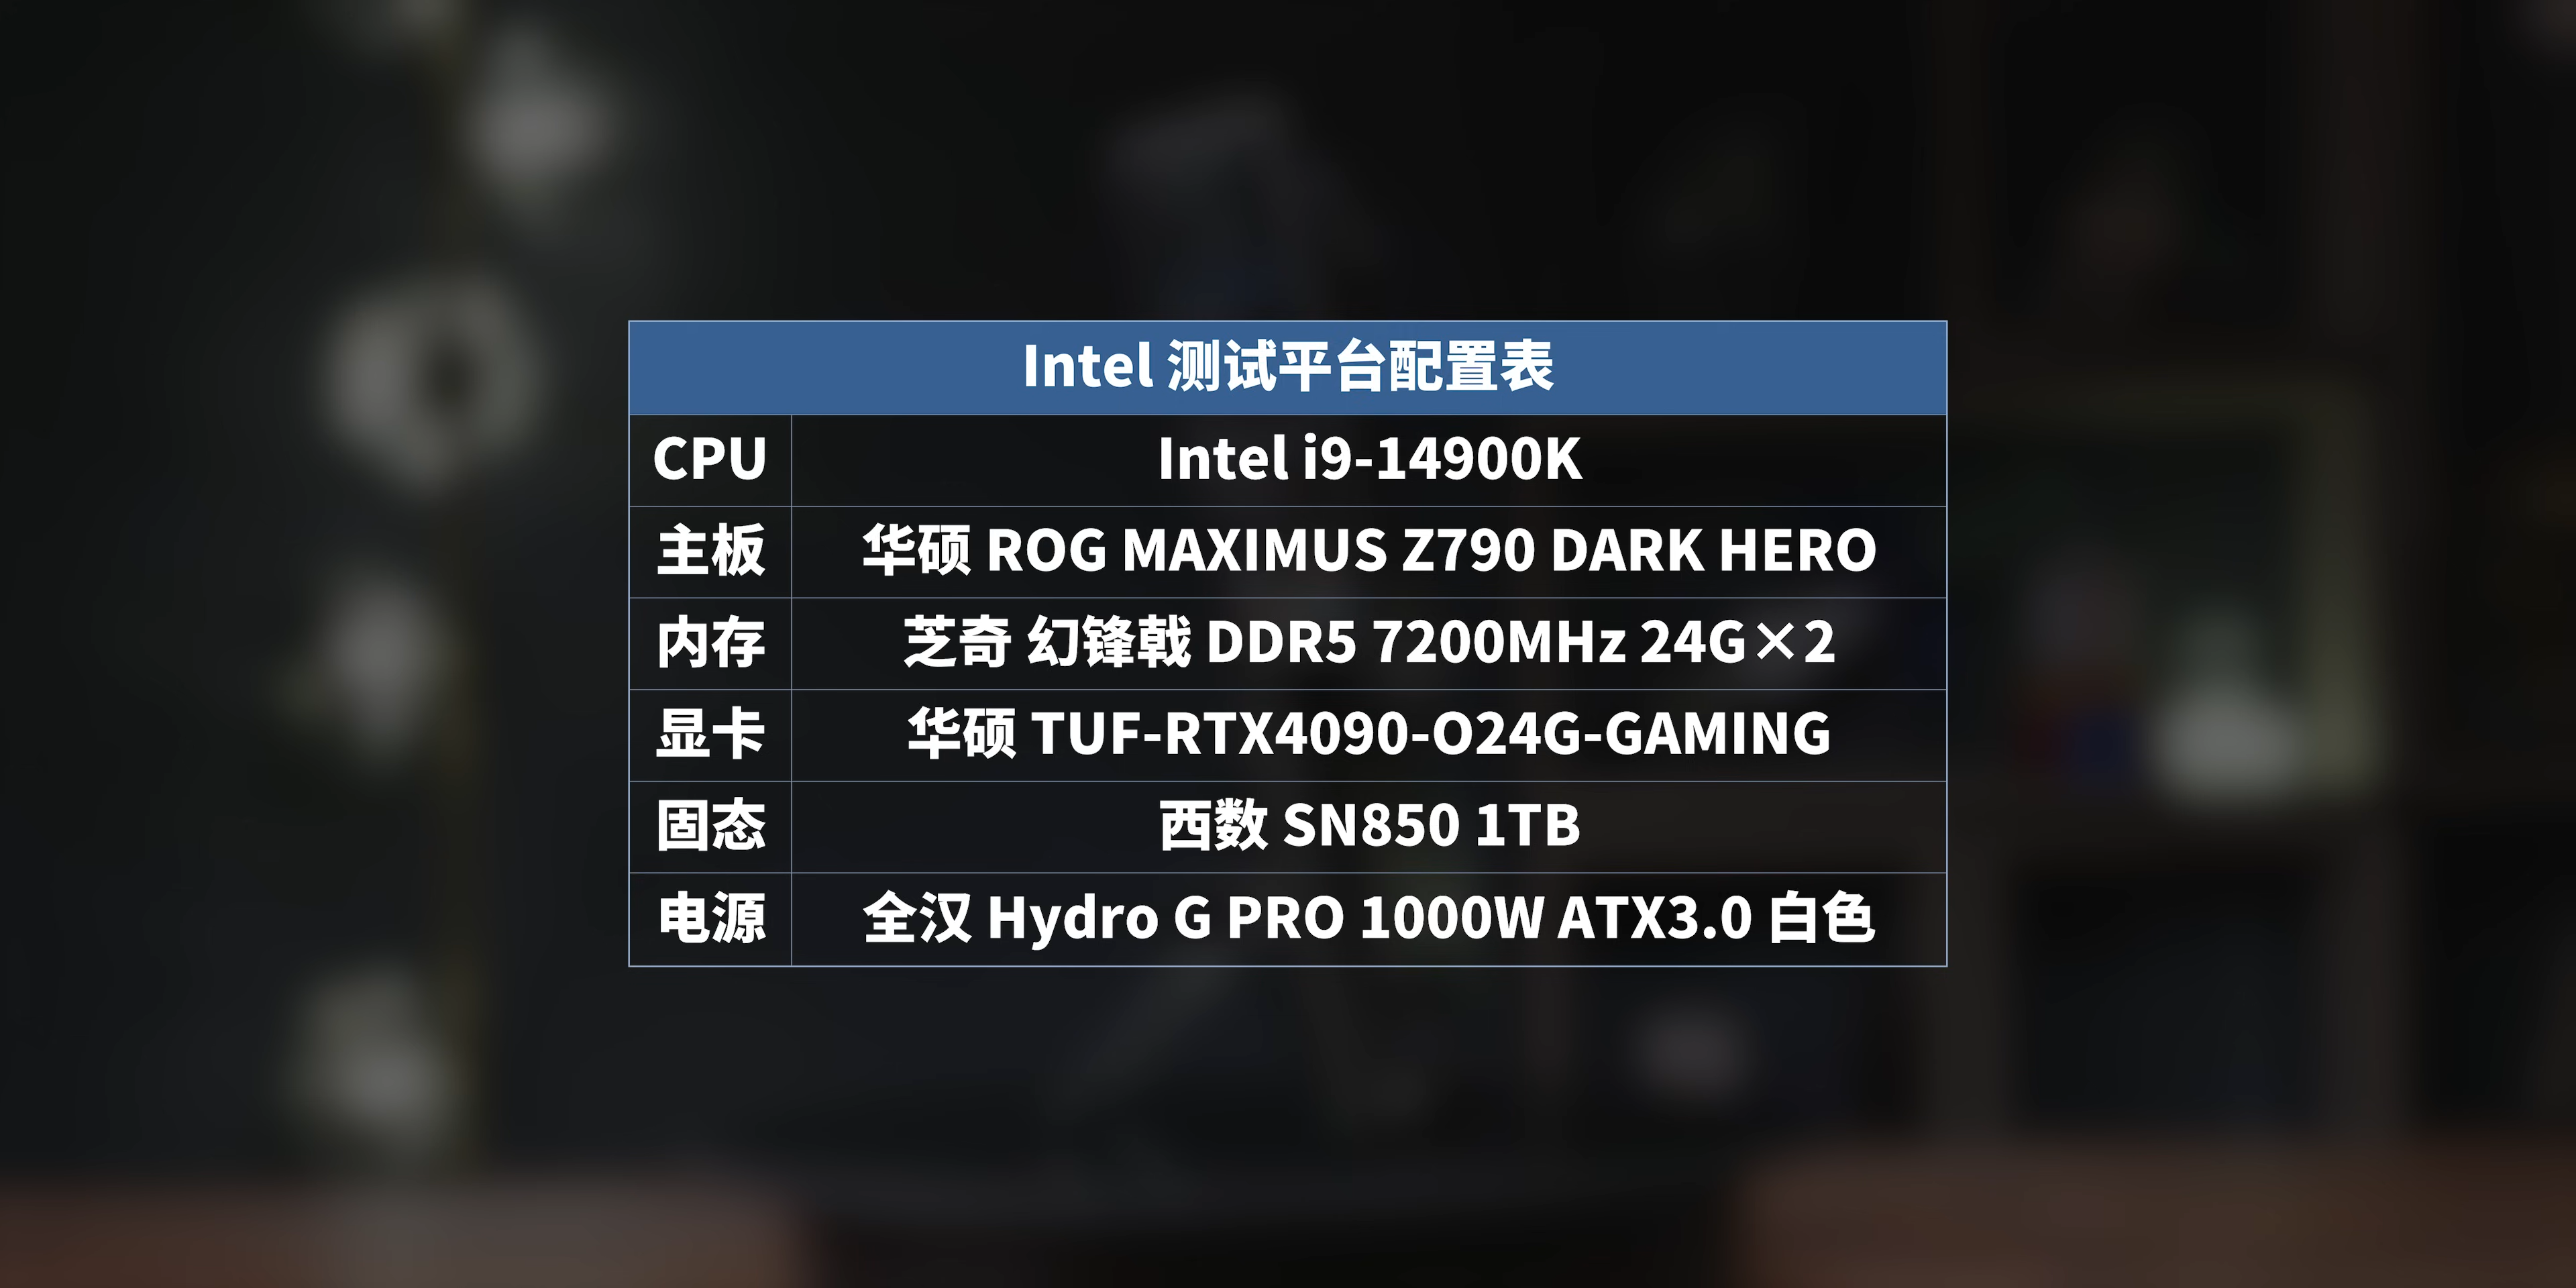 Intel 测试平台配置表
CPU Intel i9-14900K
主板 华硕 ROG MAXIMUS Z790 DARK HERO
内存 芝奇 幻锋戟 DDR5 7200MHz 24G×2
显卡 华硕 TUF-RTX4090-O24G-GAMING
固态 西数 SN850 1TB
电源 全汉 Hydro G PRO 1000W ATX3.0 白色